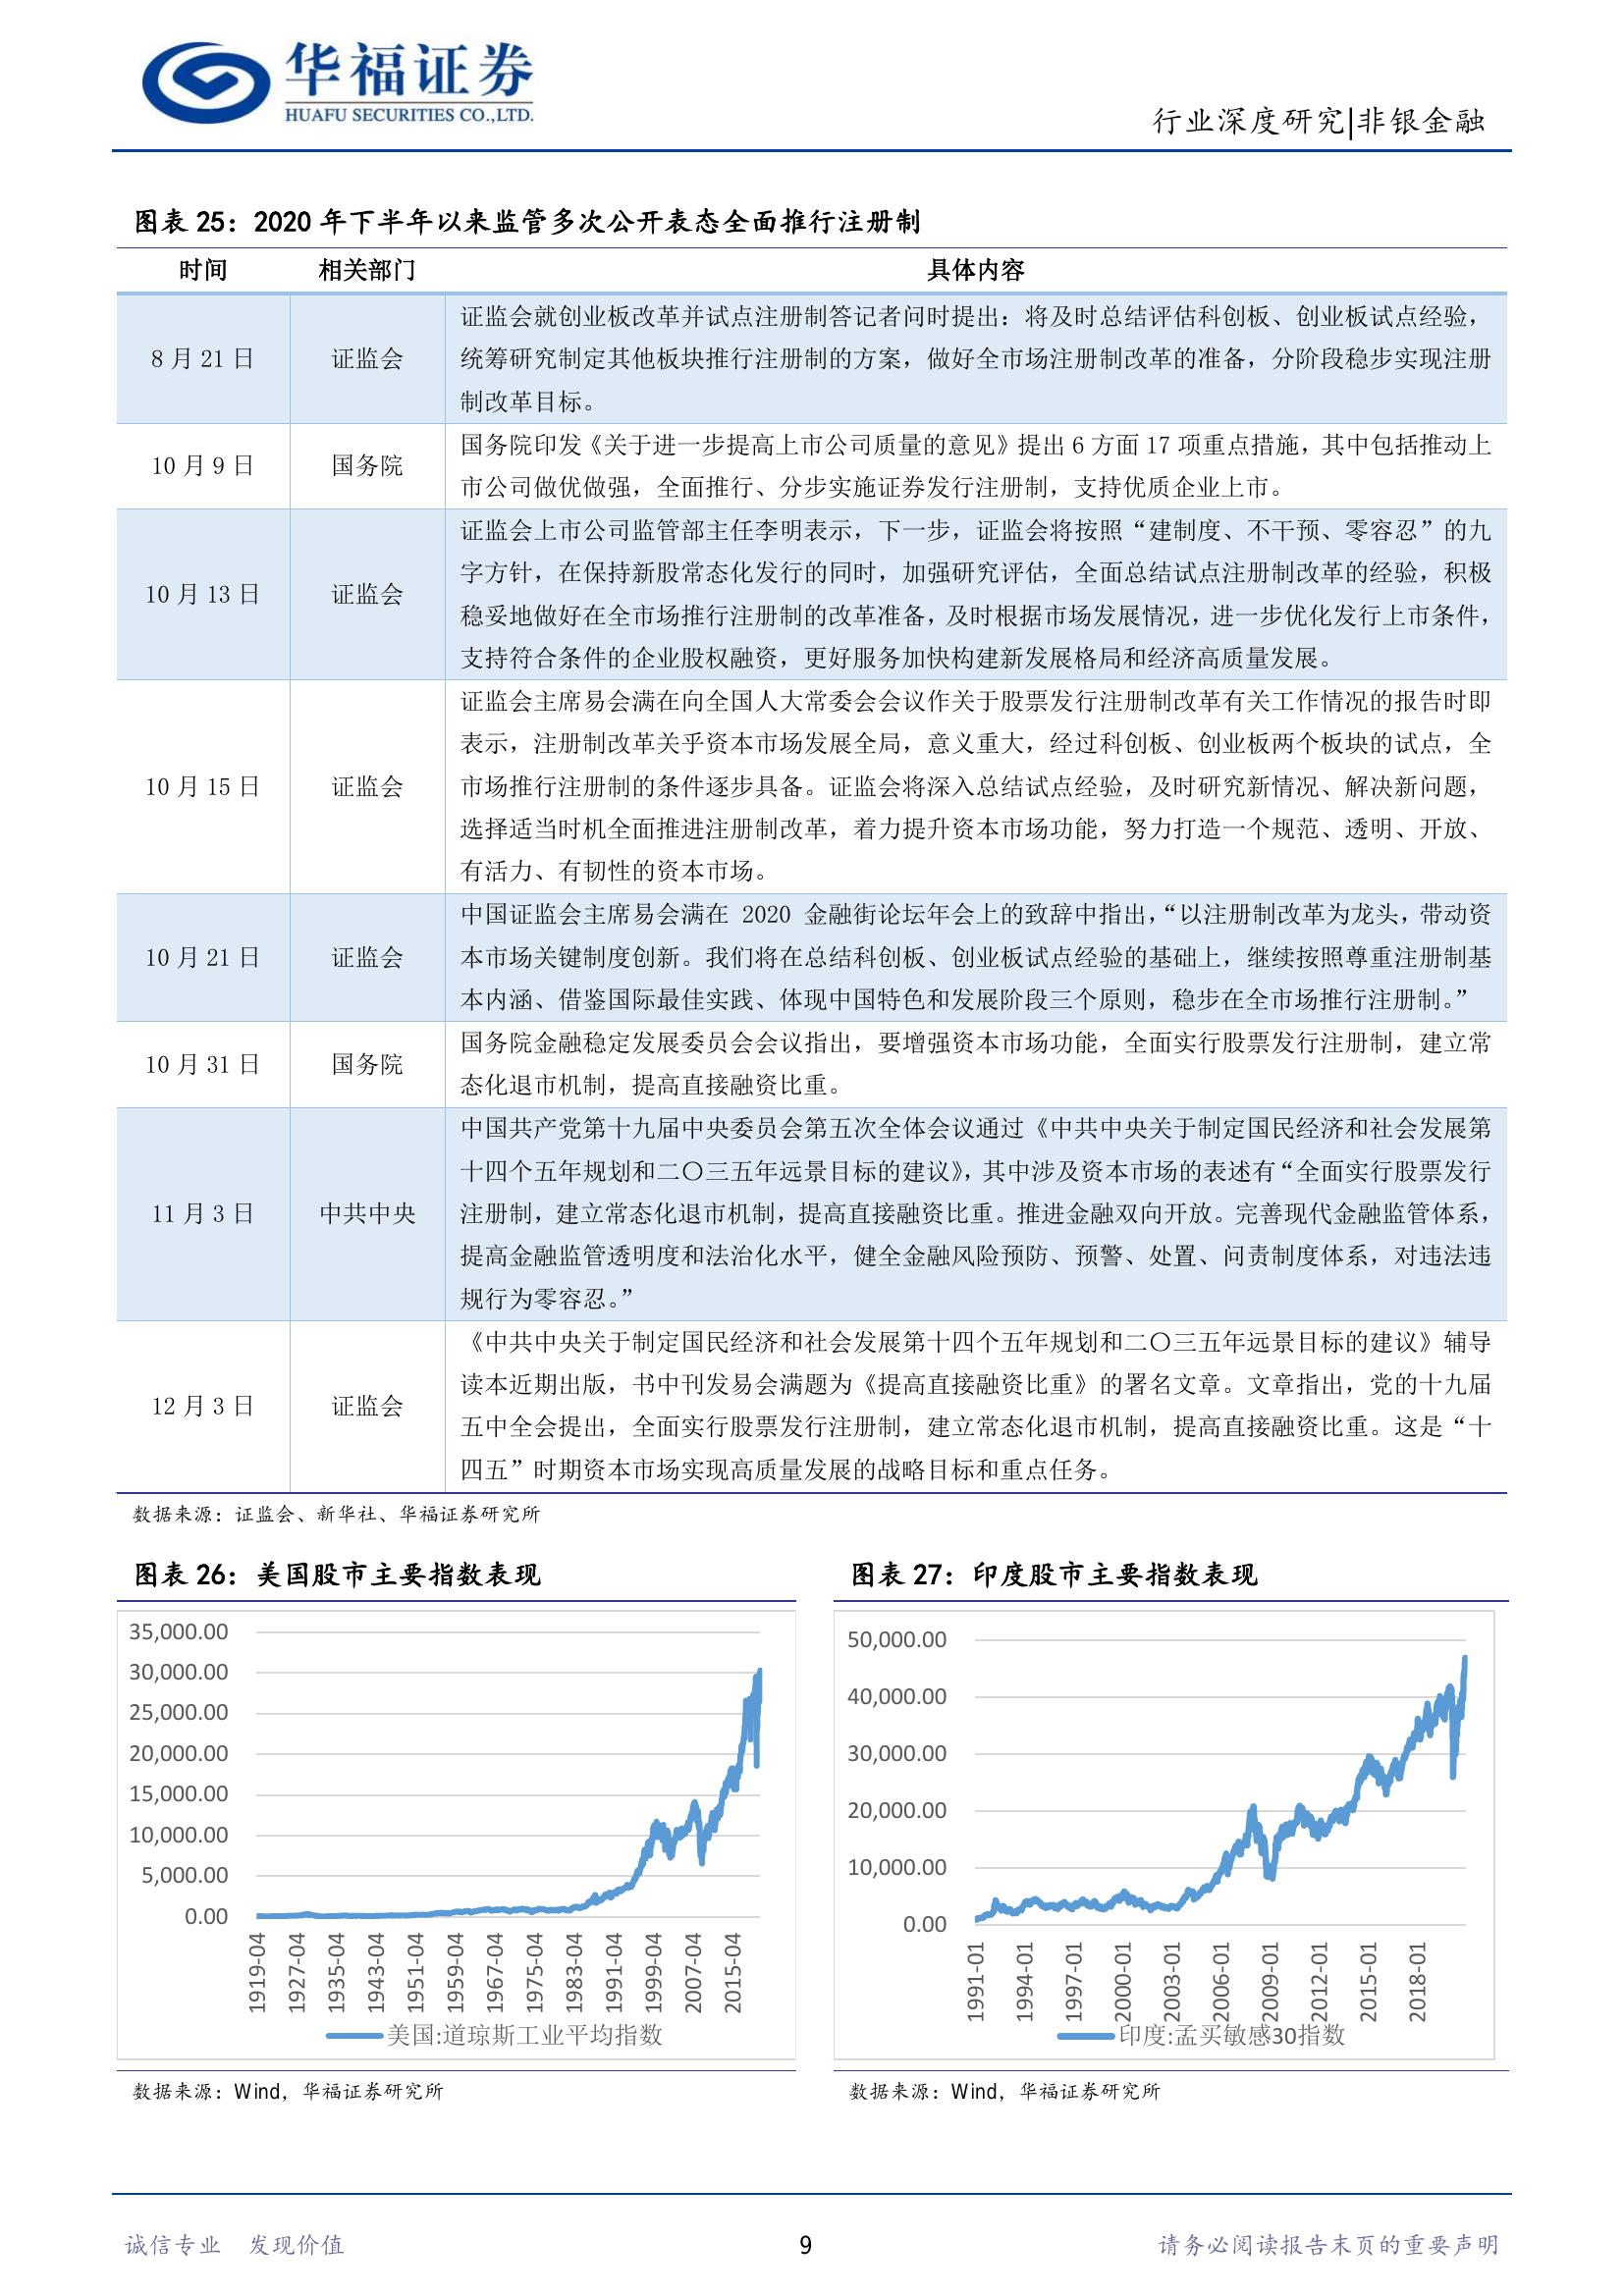 华福证券
HUAFU SECURITIES CO.,LTD.
行业深度研究|非银金融
图表 25：2020 年下半年以来监管多次公开表态全面推行注册制
时间 相关部门 具体内容
8 月 21 日 证监会
证监会就创业板改革并试点注册制答记者问时提出：将及时总结评估科创板、创业板试点经验，
统筹研究制定其他板块推行注册制的方案，做好全市场注册制改革的准备，分阶段稳步实现注册
制改革目标。
10 月 9 日 国务院
国务院印发《关于进一步提高上市公司质量的意见》提出 6 方面 17 项重点措施，其中包括推动上
市公司做优做强，全面推行、分步实施证券发行注册制，支持优质企业上市。
10 月 13 日 证监会
证监会上市公司监管部主任李明表示，下一步，证监会将按照“建制度、不干预、零容忍”的九
字方针，在保持新股常态化发行的同时，加强研究评估，全面总结试点注册制改革的经验，积极
稳妥地做好在全市场推行注册制的改革准备，及时根据市场发展情况，进一步优化发行上市条件，
支持符合条件的企业股权融资，更好服务加快构建新发展格局和经济高质量发展。
10 月 15 日 证监会
证监会主席易会满在向全国人大常委会会议作关于股票发行注册制改革有关工作情况的报告时即
表示，注册制改革关乎资本市场发展全局，意义重大，经过科创板、创业板两个板块的试点，全
市场推行注册制的条件逐步具备。证监会将深入总结试点经验，及时研究新情况、解决新问题，
选择适当时机全面推进注册制改革，着力提升资本市场功能，努力打造一个规范、透明、开放、
有活力、有韧性的资本市场。
10 月 21 日 证监会
中国证监会主席易会满在 2020 金融街论坛年会上的致辞中指出，“以注册制改革为龙头，带动资
本市场关键制度创新。我们将在总结科创板、创业板试点经验的基础上，继续按照尊重注册制基
本内涵、借鉴国际最佳实践、体现中国特色和发展阶段三个原则，稳步在全市场推行注册制。”
10 月 31 日 国务院
国务院金融稳定发展委员会会议指出，要增强资本市场功能，全面实行股票发行注册制，建立常
态化退市机制，提高直接融资比重。
11 月 3 日 中共中央
中国共产党第十九届中央委员会第五次全体会议通过《中共中央关于制定国民经济和社会发展第
十四个五年规划和二〇三五年远景目标的建议》，其中涉及资本市场的表述有“全面实行股票发行
注册制，建立常态化退市机制，提高直接融资比重。推进金融双向开放。完善现代金融监管体系，
提高金融监管透明度和法治化水平，健全金融风险预防、预警、处置、问责制度体系，对违法违
规行为零容忍。”
12 月 3 日 证监会
《中共中央关于制定国民经济和社会发展第十四个五年规划和二〇三五年远景目标的建议》辅导
读本近期出版，书中刊发易会满题为《提高直接融资比重》的署名文章。文章指出，党的十九届
五中全会提出，全面实行股票发行注册制，建立常态化退市机制，提高直接融资比重。这是“十
四五”时期资本市场实现高质量发展的战略目标和重点任务。
数据来源：证监会、新华社、华福证券研究所
图表 26：美国股市主要指数表现
35,000.00
30,000.00
25,000.00
20,000.00
15,000.00
10,000.00
5,000.00
0.00
1919-04
1927-04
1935-04
1943-04
1951-04
1959-04
1967-04
1975-04
1983-04
1991-04
1999-04
2007-04
2015-04
美国:道琼斯工业平均指数
数据来源：Wind，华福证券研究所
图表 27：印度股市主要指数表现
50,000.00
40,000.00
30,000.00
20,000.00
10,000.00
0.00
1991-01
1994-01
1997-01
2000-01
2003-01
2006-01
2009-01
2012-01
2015-01
2018-01
印度:孟买敏感30指数
数据来源：Wind，华福证券研究所
诚信专业 发现价值 9 请务必阅读报告末页的重要声明